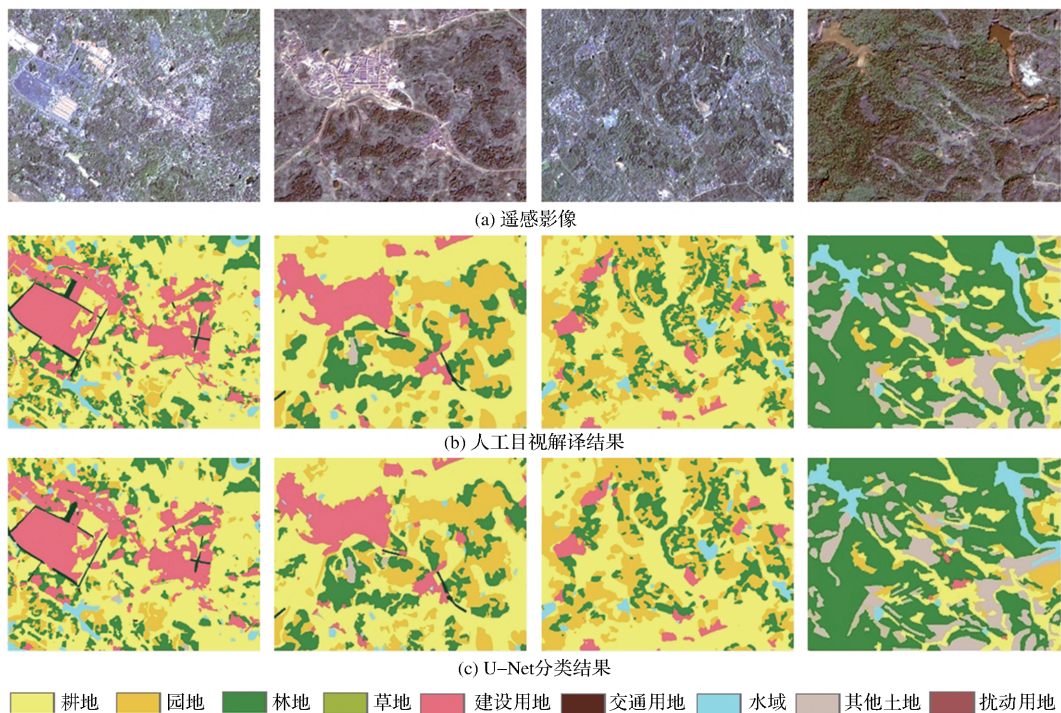 (a) 遥感影像
(b) 人工目视解译结果
(c) U-Net分类结果
耕地 园地 林地 草地 建设用地 交通用地 水域 其他土地 扰动用地